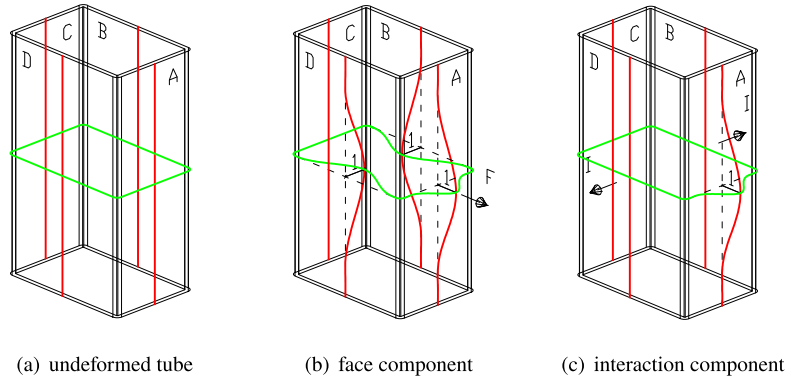 C B
D A
C B
D A
1
1
1
F
C B
D A
I
1
I
(a) undeformed tube
(b) face component
(c) interaction component